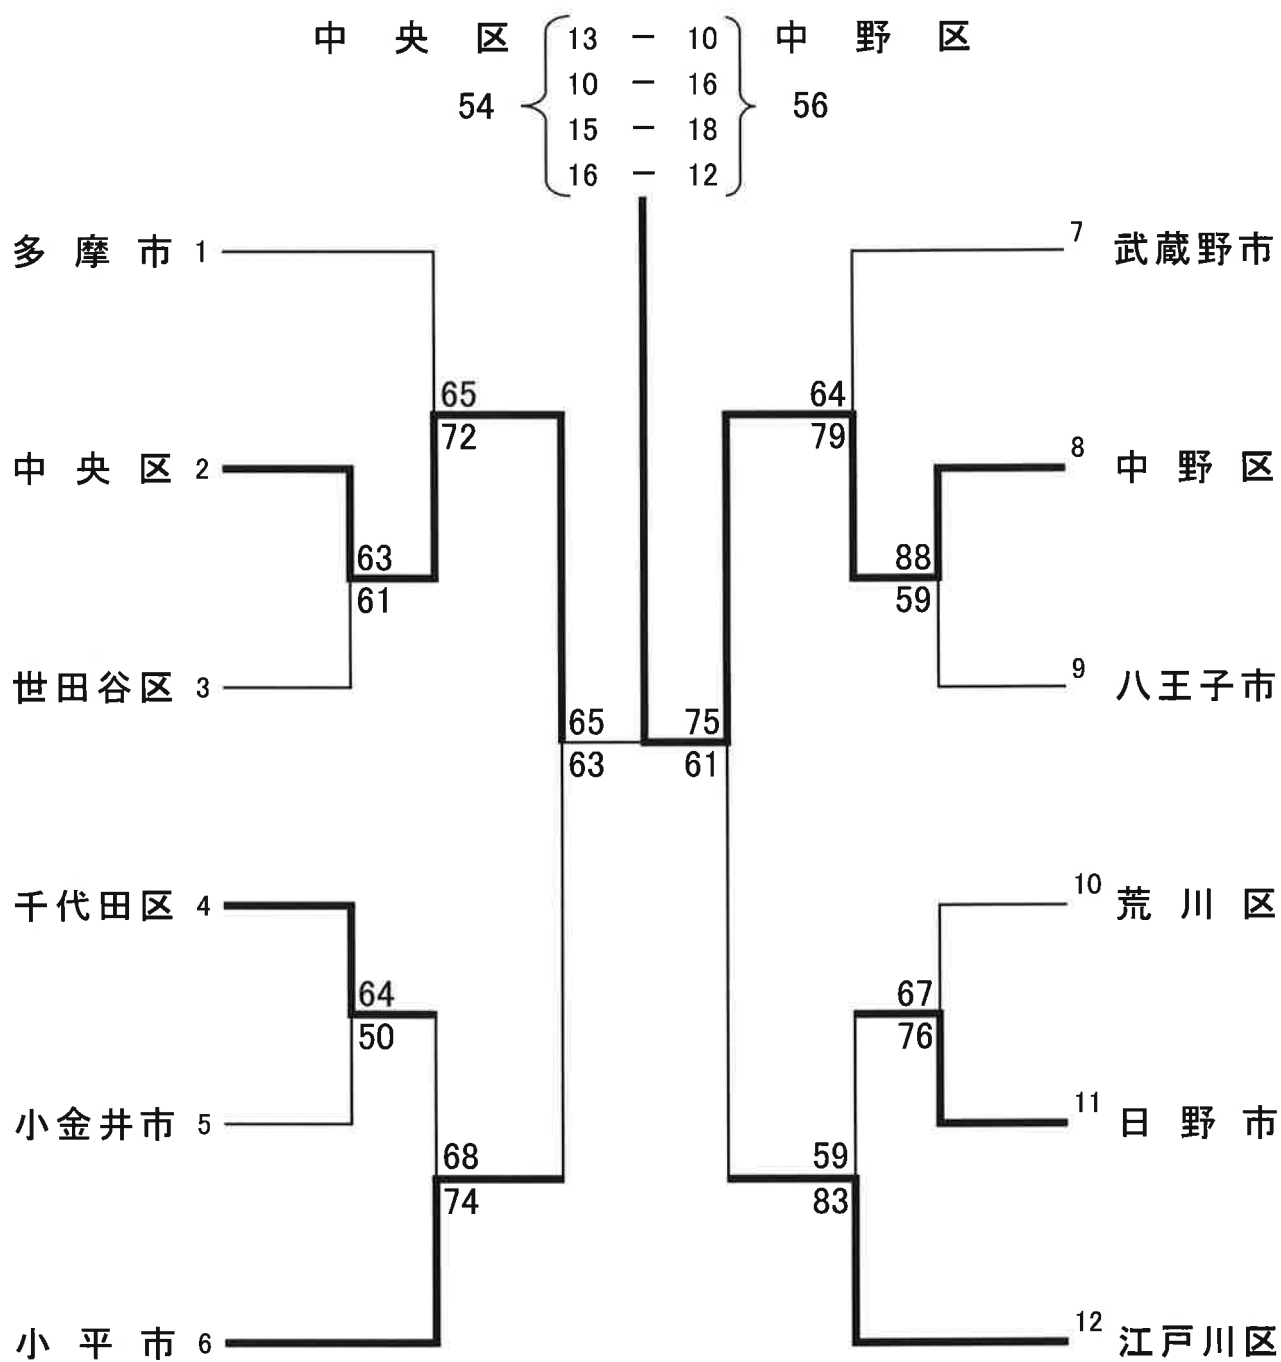 中央区 13 － 10 中野区
10 － 16
54 56
15 － 18
16 － 12
多摩市 1
7 武蔵野市
65
72
64
79
中央区 2
8 中野区
63
61
88
59
世田谷区 3
9 八王子市
65
63
75
61
千代田区 4
10 荒川区
64
50
67
76
小金井市 5
11 日野市
68
74
59
83
小平市 6
12 江戸川区